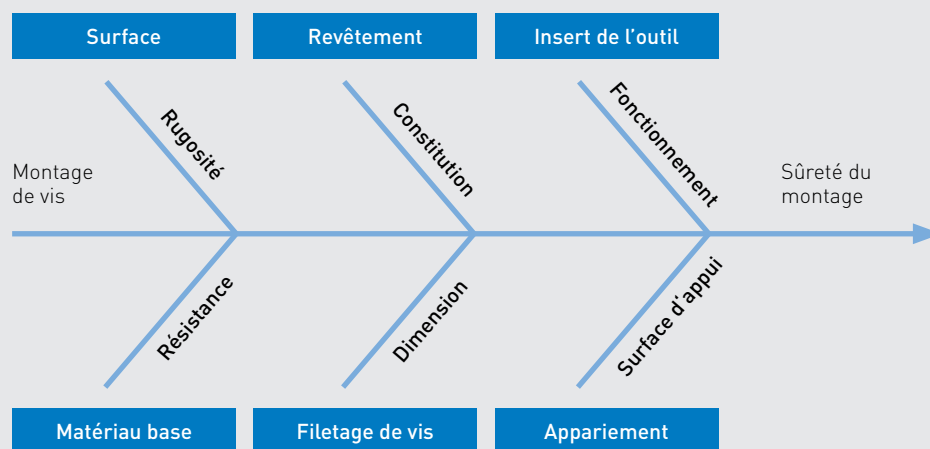 Surface
Revêtement
Insert de l’outil
Rugosité
Constitution
Fonctionnement
Montage
de vis
Sûreté du
montage
Résistance
Dimension
Surface d‘appui
Matériau base
Filetage de vis
Appariement